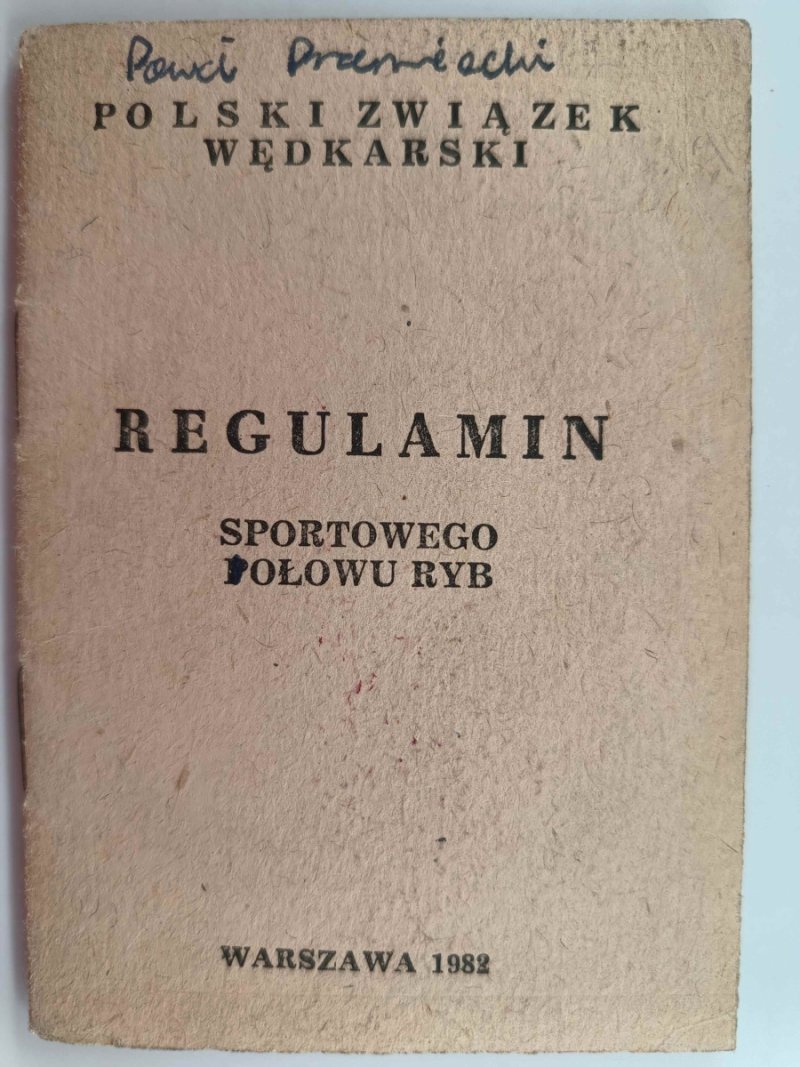 POLSKI ZWIĄZEK
WĘDKARSKI
REGULAMIN
SPORTOWEGO
POŁOWU RYB
WARSZAWA 1982